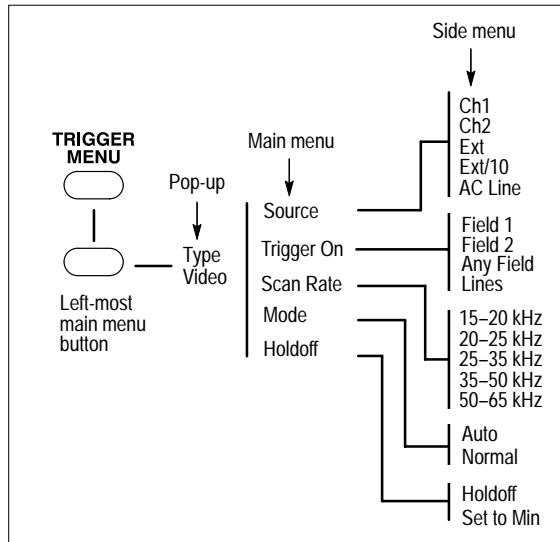 Side menu
Ch1
Ch2
Ext
Ext/10
AC Line
TRIGGER
MENU
Main menu
Pop-up
Source
Trigger On
Scan Rate
Mode
Holdoff
Type
Video
Left-most
main menu
button
Field 1
Field 2
Any Field
Lines
15–20 kHz
20–25 kHz
25–35 kHz
35–50 kHz
50–65 kHz
Auto
Normal
Holdoff
Set to Min